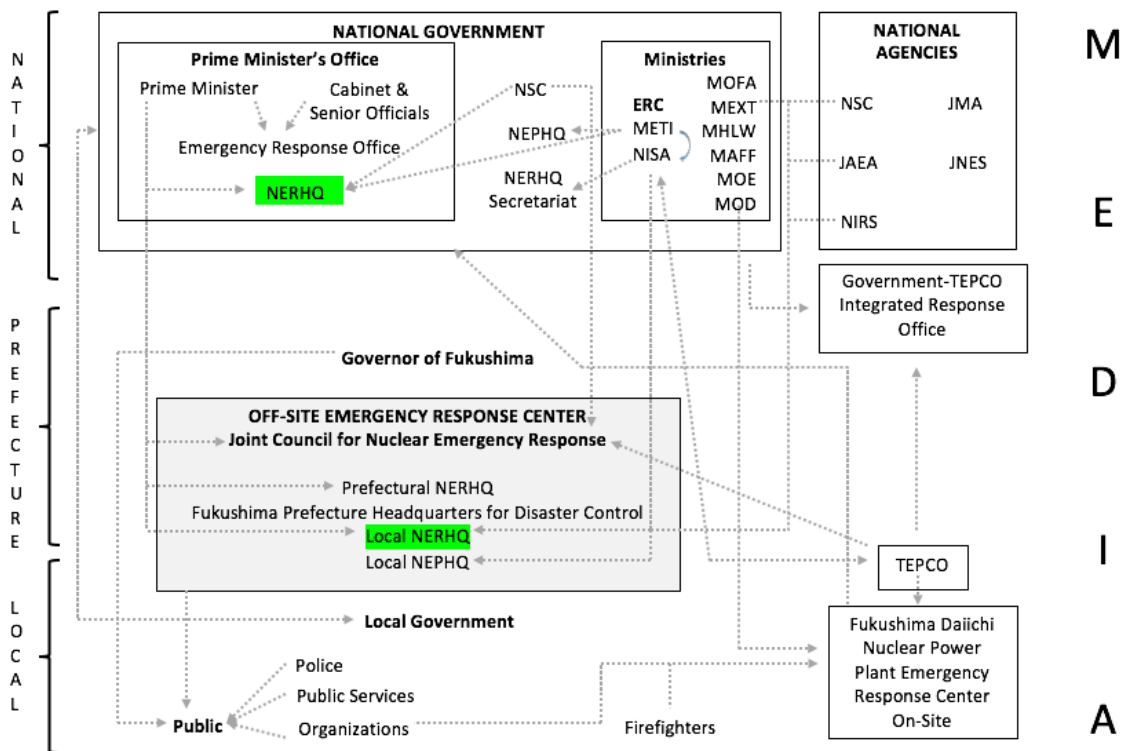 NATIONAL
PREFECTURE
LOCAL
NATIONAL GOVERNMENT
Prime Minister's Office
Prime Minister
Cabinet &
Senior Officials
Emergency Response Office
NERHQ
NSC
NEPHQ
NERHQ
Secretariat
Ministries
ERC
METI
NISA
MOFA
MEXT
MHLW
MAFF
MOE
MOD
NATIONAL
AGENCIES
NSC
JMA
JAEA
JNES
NIRS
Government-TEPCO
Integrated Response
Office
Governor of Fukushima
OFF-SITE EMERGENCY RESPONSE CENTER
Joint Council for Nuclear Emergency Response
Prefectural NERHQ
Fukushima Prefecture Headquarters for Disaster Control
Local NERHQ
Local NEPHQ
TEPCO
Local Government
Fukushima Daiichi
Nuclear Power
Plant Emergency
Response Center
On-Site
Police
Public Services
Organizations
Public
Firefighters
MEDIA